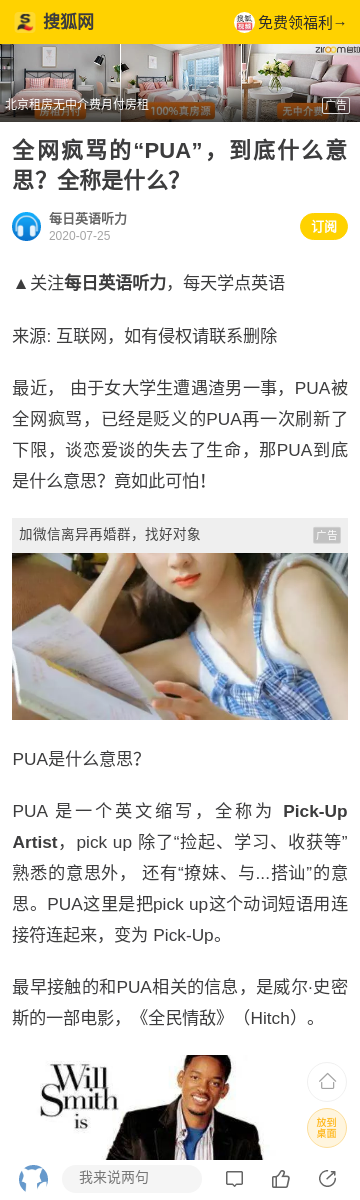 搜狐网
搜狐
视频
免费领福利→
ziroom自如
北京租房无中介费月付房租
房租月付
100%真房源
无中介费
广告
全网疯骂的“PUA”，到底什么意
思？全称是什么？
每日英语听力
2020-07-25
订阅
▲关注每日英语听力，每天学点英语
来源: 互联网，如有侵权请联系删除
最近， 由于女大学生遭遇渣男一事，PUA被
全网疯骂，已经是贬义的PUA再一次刷新了
下限，谈恋爱谈的失去了生命，那PUA到底
是什么意思？竟如此可怕！
加微信离异再婚群，找好对象
广告
PUA是什么意思？
PUA 是一个英文缩写，全称为 Pick-Up
Artist，pick up 除了“捡起、学习、收获等”
熟悉的意思外， 还有“撩妹、与...搭讪”的意
思。PUA这里是把pick up这个动词短语用连
接符连起来，变为 Pick-Up。
最早接触的和PUA相关的信息，是威尔·史密
斯的一部电影，《全民情敌》（Hitch）。
Will
Smith
is
放到
桌面
我来说两句